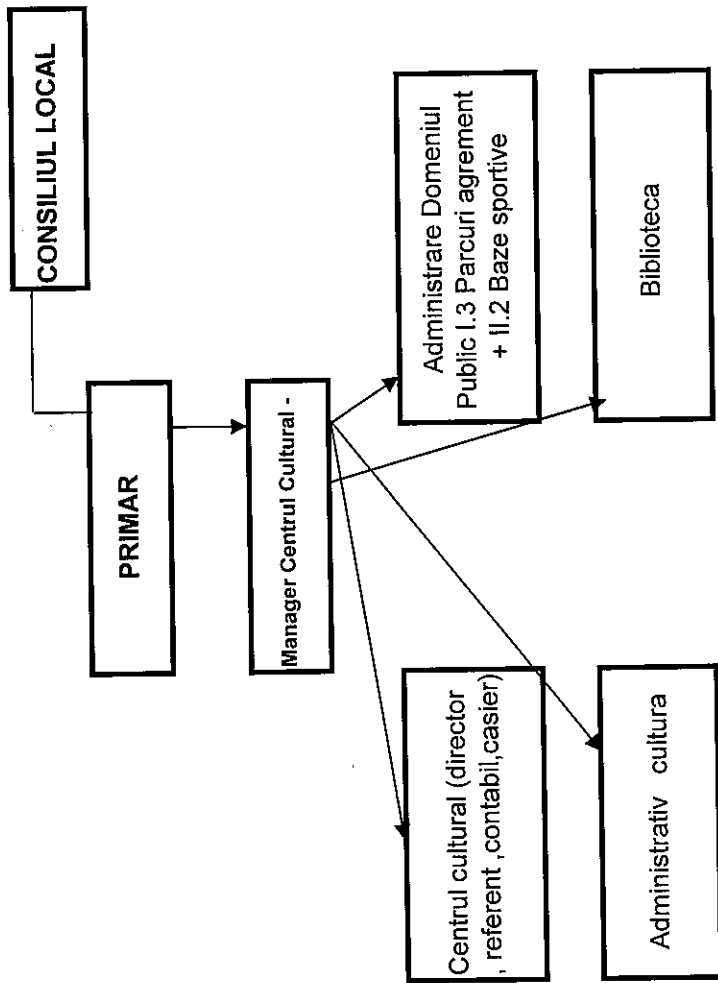 CONSILIUL LOCAL
PRIMAR
Manager Centrul Cultural -
Centrul cultural (director
, referent ,contabil,casier)
Administrare Domeniul
Public I.3 Parcuri agrement
+ II.2 Baze sportive
Administrativ cultura
Biblioteca